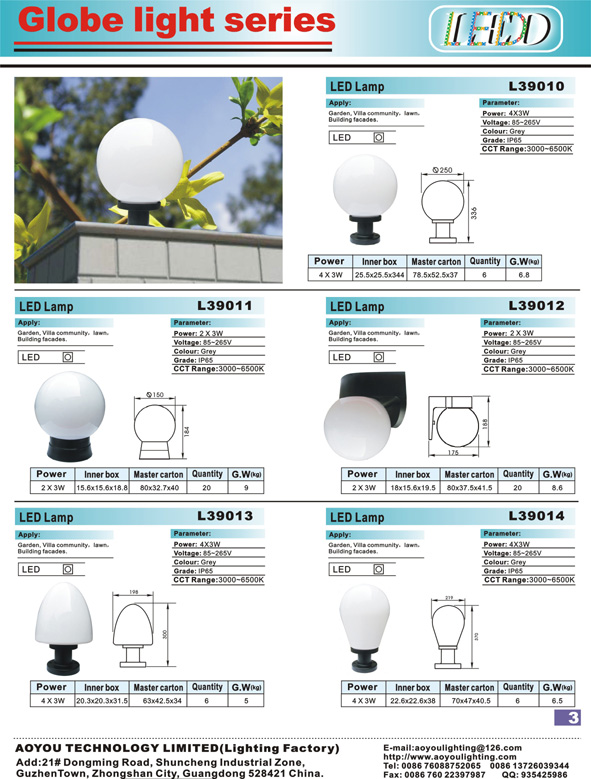 Globe light series
LED
LED Lamp L39010
Apply:
Garden, Villa community, lawn.
Building facades.
LED
Parameter:
Power: 4X3W
Voltage: 85~265V
Colour: Grey
Grade: IP65
CCT Range:3000~6500K
250
336
Power Inner box Master carton Quantity G.W(kg)
4 X 3W 25.5x25.5x344 78.5x52.5x37 6 6.8
LED Lamp L39011
Apply:
Garden, Villa community, lawn.
Building facades.
LED
Parameter:
Power: 2 X 3W
Voltage: 85~265V
Colour: Grey
Grade: IP65
CCT Range:3000~6500K
150
184
Power Inner box Master carton Quantity G.W(kg)
2 X 3W 15.6x15.6x18.8 80x32.7x40 20 9
LED Lamp L39012
Apply:
Garden, Villa community, lawn.
Building facades.
LED
Parameter:
Power: 2 X 3W
Voltage: 85~265V
Colour: Grey
Grade: IP65
CCT Range:3000~6500K
188
175
Power Inner box Master carton Quantity G.W(kg)
2 X 3W 18x15.6x19.5 80x37.5x41.5 20 8.6
LED Lamp L39013
Apply:
Garden, Villa community, lawn.
Building facades.
LED
Parameter:
Power: 4X3W
Voltage: 85~265V
Colour: Grey
Grade: IP65
CCT Range:3000~6500K
198
300
Power Inner box Master carton Quantity G.W(kg)
4 X 3W 20.3x20.3x31.5 63x42.5x34 6 5
LED Lamp L39014
Apply:
Garden, Villa community, lawn.
Building facades.
LED
Parameter:
Power: 4X3W
Voltage: 85~265V
Colour: Grey
Grade: IP65
CCT Range:3000~6500K
219
370
Power Inner box Master carton Quantity G.W(kg)
4 X 3W 22.6x22.6x38 70x47x40.5 6 6.5
3
AOYOU TECHNOLOGY LIMITED(Lighting Factory)
Add:21# Dongming Road, Shuncheng Industrial Zone,
GuzhenTown, Zhongshan City, Guangdong 528421 China.
E-mail:aoyoulighting@126.com
http://www.aoyoulighting.com
Tel: 0086 76088752065 0086 13726039344
Fax: 0086 760 22397987 QQ: 935425986